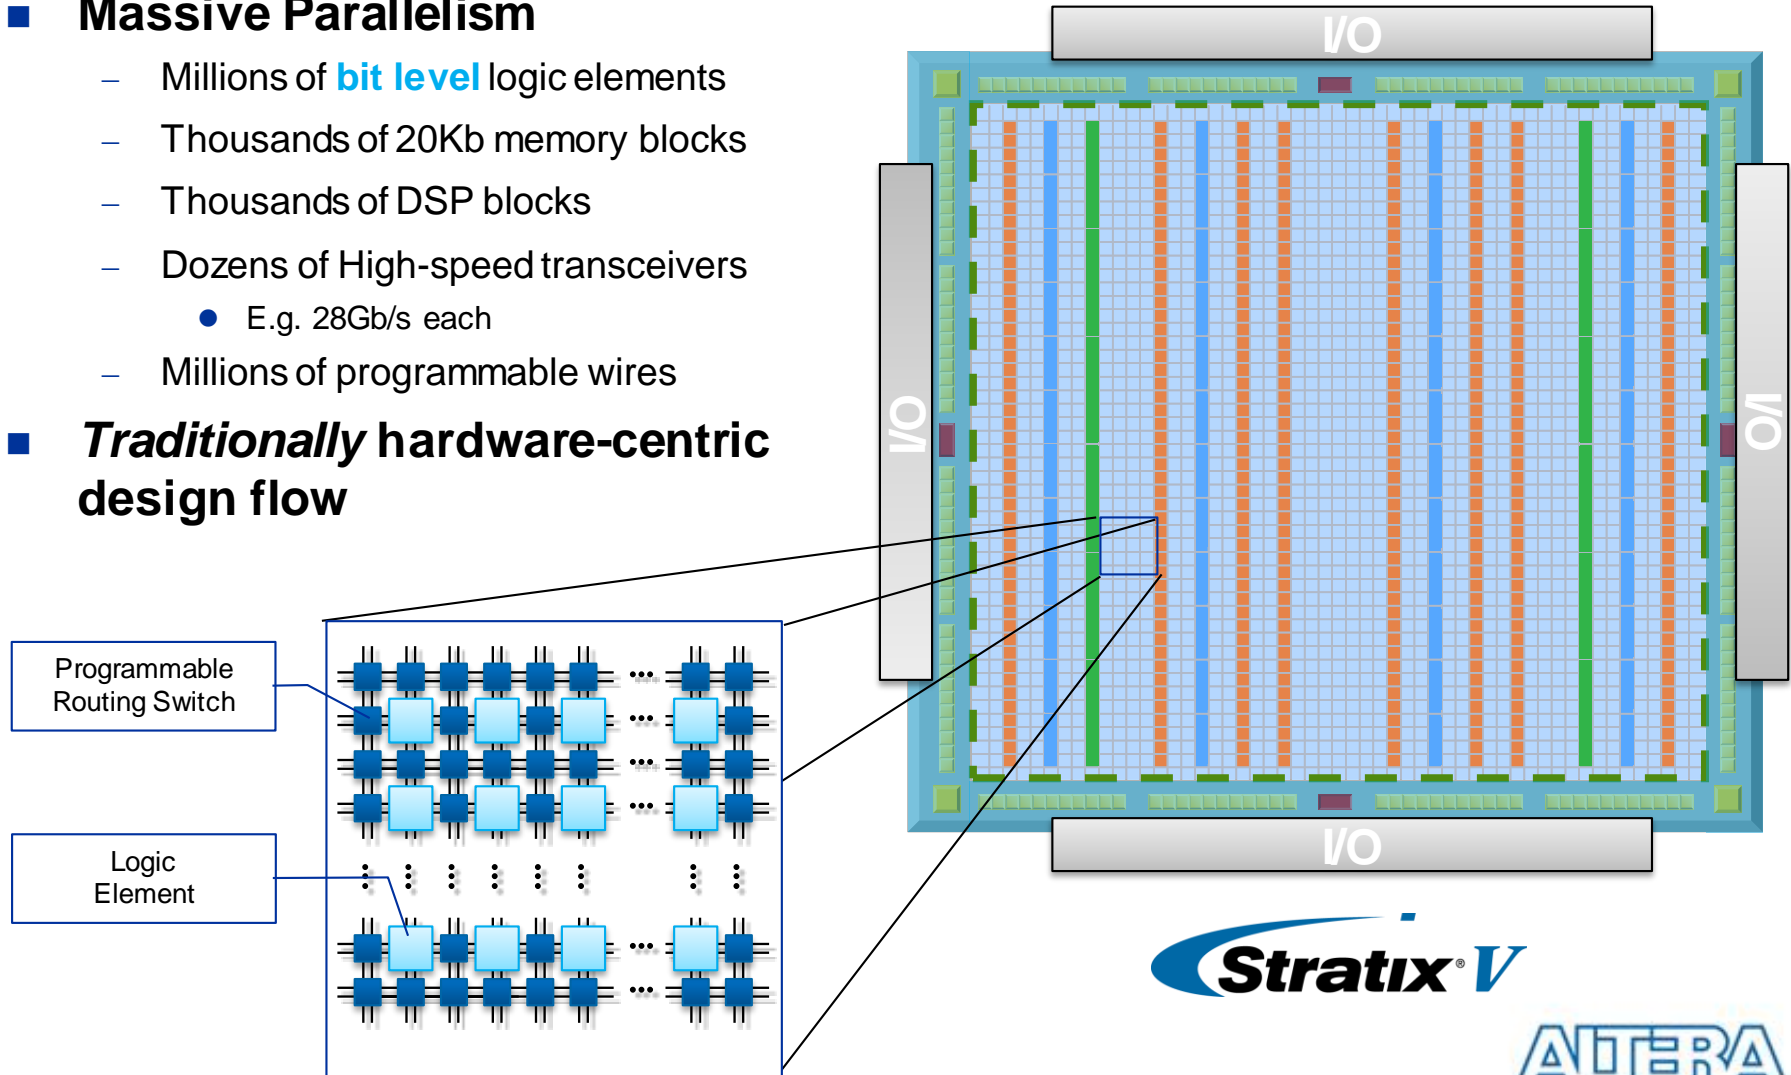 Massive Parallelism
Millions of bit level logic elements
Thousands of 20Kb memory blocks
Thousands of DSP blocks
Dozens of High-speed transceivers
E.g. 28Gb/s each
Millions of programmable wires
Traditionally hardware-centric
design flow
Programmable
Routing Switch
Logic
Element
I/O
I/O
I/O
I/O
Stratix® V
ALTERA